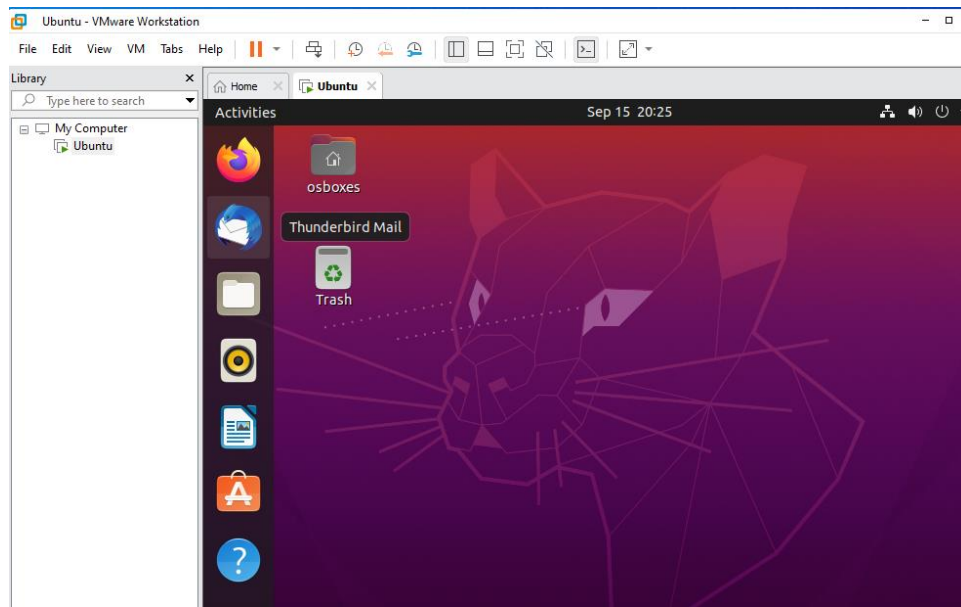 Ubuntu - VMware Workstation
File Edit View VM Tabs Help
Library
Type here to search
My Computer
Ubuntu
Home
Ubuntu
Activities
Sep 15 20:25
osboxes
Thunderbird Mail
Trash